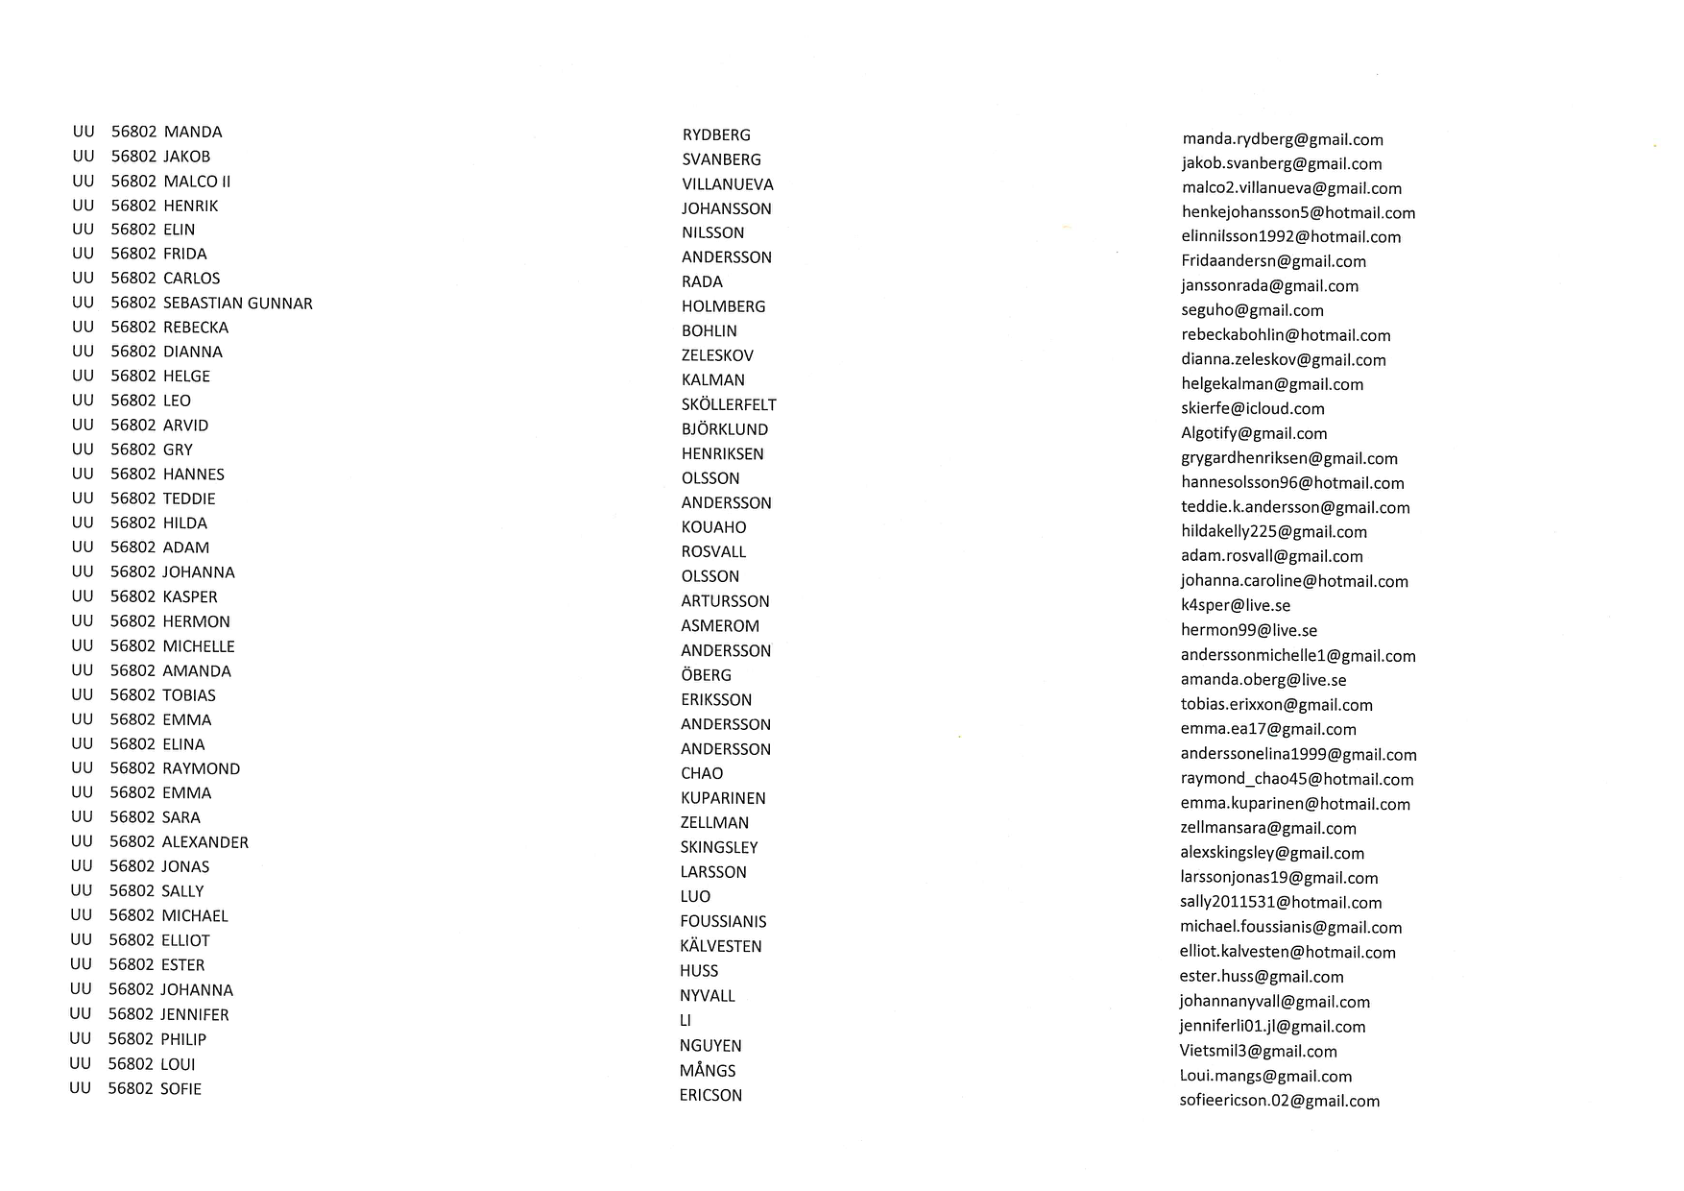 UU 56802 MANDA RYDBERG manda.rydberg@gmail.com
UU 56802 JAKOB SVANBERG jakob.svanberg@gmail.com
UU 56802 MALCO II VILLANUEVA malco2.villanueva@gmail.com
UU 56802 HENRIK JOHANSSON henkejohansson5@hotmail.com
UU 56802 ELIN NILSSON elinnilsson1992@hotmail.com
UU 56802 FRIDA ANDERSSON Fridaandersn@gmail.com
UU 56802 CARLOS RADA janssonrada@gmail.com
UU 56802 SEBASTIAN GUNNAR HOLMBERG seguho@gmail.com
UU 56802 REBECKA BOHLIN rebeckabohlin@hotmail.com
UU 56802 DIANNA ZELESKOV dianna.zeleskov@gmail.com
UU 56802 HELGE KALMAN helgekalman@gmail.com
UU 56802 LEO SKÖLLERFELT skierfe@icloud.com
UU 56802 ARVID BJÖRKLUND Algotify@gmail.com
UU 56802 GRY HENRIKSEN grygardhenriksen@gmail.com
UU 56802 HANNES OLSSON hannesolsson96@hotmail.com
UU 56802 TEDDIE ANDERSSON teddie.k.andersson@gmail.com
UU 56802 HILDA KOUAHO hildakelly225@gmail.com
UU 56802 ADAM ROSVALL adam.rosvall@gmail.com
UU 56802 JOHANNA OLSSON johanna.caroline@hotmail.com
UU 56802 KASPER ARTURSSON k4sper@live.se
UU 56802 HERMON ASMEROM hermon99@live.se
UU 56802 MICHELLE ANDERSSON anderssonmichelle1@gmail.com
UU 56802 AMANDA ÖBERG amanda.oberg@live.se
UU 56802 TOBIAS ERIKSSON tobias.erixxon@gmail.com
UU 56802 EMMA ANDERSSON emma.ea17@gmail.com
UU 56802 ELINA ANDERSSON anderssonelina1999@gmail.com
UU 56802 RAYMOND CHAO raymond_chao45@hotmail.com
UU 56802 EMMA KUPARINEN emma.kuparinen@hotmail.com
UU 56802 SARA ZELLMAN zellmansara@gmail.com
UU 56802 ALEXANDER SKINGSLEY alexskingsley@gmail.com
UU 56802 JONAS LARSSON larssonjonas19@gmail.com
UU 56802 SALLY LUO sally2011531@hotmail.com
UU 56802 MICHAEL FOUSSIANIS michael.foussianis@gmail.com
UU 56802 ELLIOT KÄLVESTEN elliot.kalvesten@hotmail.com
UU 56802 ESTER HUSS ester.huss@gmail.com
UU 56802 JOHANNA NYVALL johannanyvall@gmail.com
UU 56802 JENNIFER LI jenniferli01.jl@gmail.com
UU 56802 PHILIP NGUYEN Vietsmil3@gmail.com
UU 56802 LOUI MÅNGS Loui.mangs@gmail.com
UU 56802 SOFIE ERICSON sofieericson.02@gmail.com